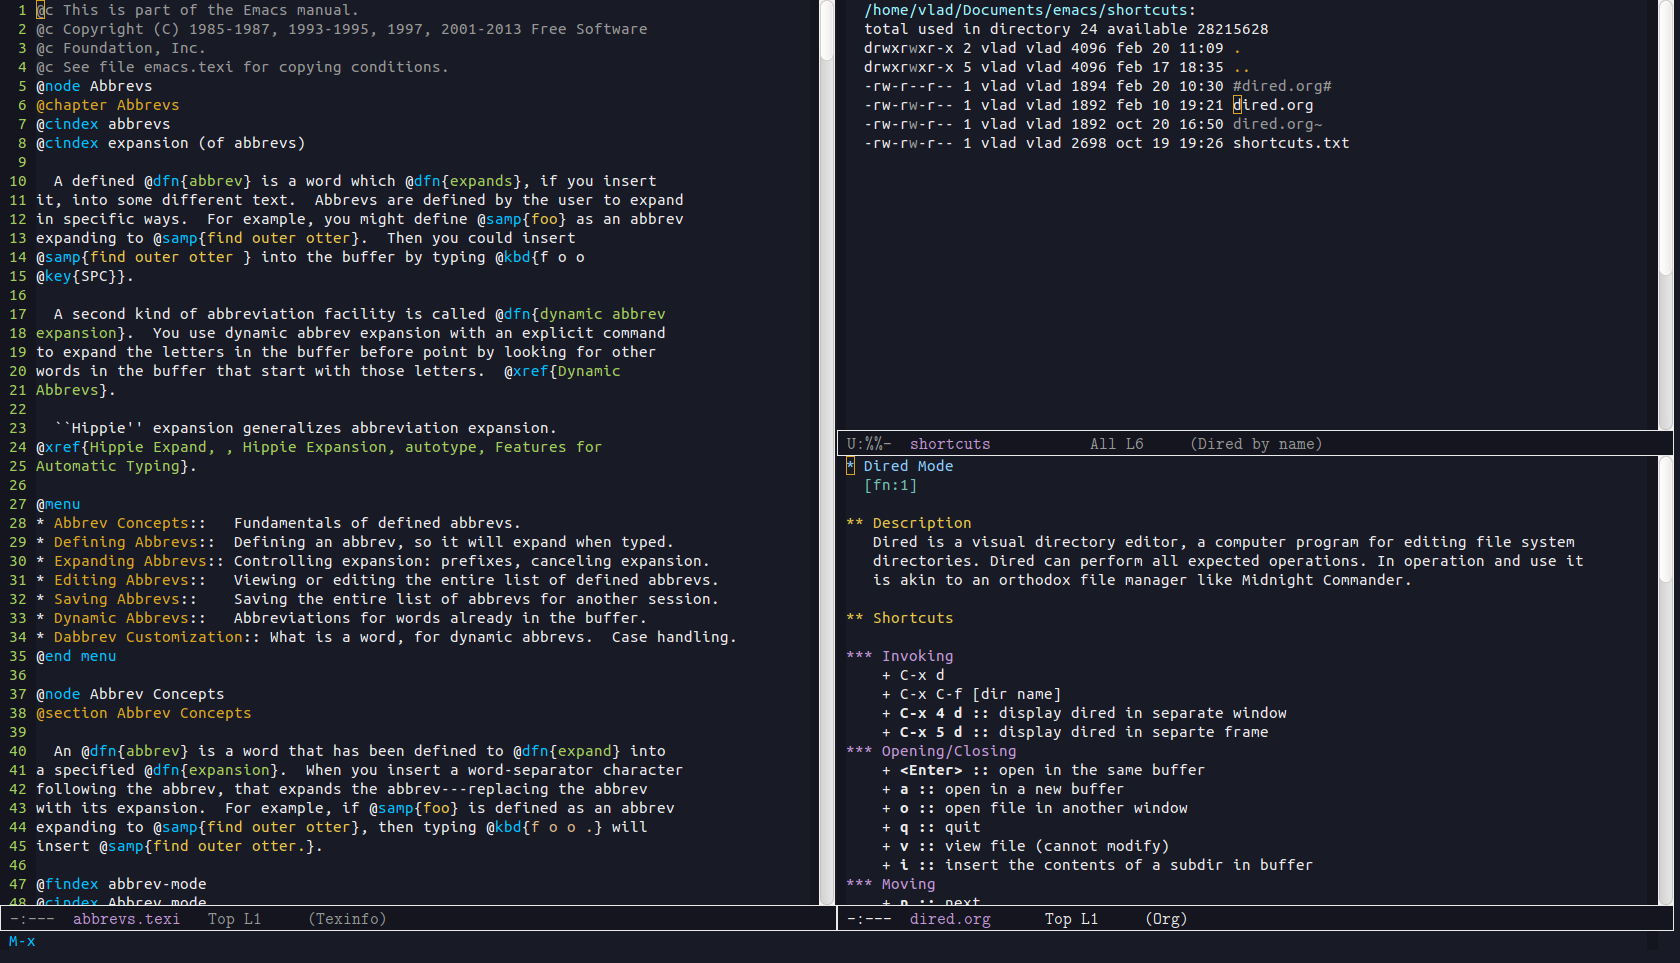 1 @c This is part of the Emacs manual.
2 @c Copyright (C) 1985-1987, 1993-1995, 1997, 2001-2013 Free Software
3 @c Foundation, Inc.
4 @c See file emacs.texi for copying conditions.
5 @node Abbrevs
6 @chapter Abbrevs
7 @cindex abbrevs
8 @cindex expansion (of abbrevs)
9
10   A defined @dfn{abbrev} is a word which @dfn{expands}, if you insert
11 it, into some different text.  Abbrevs are defined by the user to expand
12 in specific ways.  For example, you might define @samp{foo} as an abbrev
13 expanding to @samp{find outer otter}.  Then you could insert
14 @samp{find outer otter } into the buffer by typing @kbd{f o o
15 @key{SPC}}.
16
17   A second kind of abbreviation facility is called @dfn{dynamic abbrev
18 expansion}.  You use dynamic abbrev expansion with an explicit command
19 to expand the letters in the buffer before point by looking for other
20 words in the buffer that start with those letters.  @xref{Dynamic
21 Abbrevs}.
22
23   ``Hippie'' expansion generalizes abbreviation expansion.
24 @xref{Hippie Expand, , Hippie Expansion, autotype, Features for
25 Automatic Typing}.
26
27 @menu
28 * Abbrev Concepts::   Fundamentals of defined abbrevs.
29 * Defining Abbrevs::  Defining an abbrev, so it will expand when typed.
30 * Expanding Abbrevs:: Controlling expansion: prefixes, canceling expansion.
31 * Editing Abbrevs::   Viewing or editing the entire list of defined abbrevs.
32 * Saving Abbrevs::    Saving the entire list of abbrevs for another session.
33 * Dynamic Abbrevs::   Abbreviations for words already in the buffer.
34 * Dabbrev Customization:: What is a word, for dynamic abbrevs.  Case handling.
35 @end menu
36
37 @node Abbrev Concepts
38 @section Abbrev Concepts
39
40   An @dfn{abbrev} is a word that has been defined to @dfn{expand} into
41 a specified @dfn{expansion}.  When you insert a word-separator character
42 following the abbrev, that expands the abbrev---replacing the abbrev
43 with its expansion.  For example, if @samp{foo} is defined as an abbrev
44 expanding to @samp{find outer otter}, then typing @kbd{f o o .} will
45 insert @samp{find outer otter.}.
46
47 @findex abbrev-mode
48 @cindex Abbrev mode
-:---  abbrevs.texi   Top L1     (Texinfo)
/home/vlad/Documents/emacs/shortcuts:
total used in directory 24 available 28215628
drwxrwxr-x 2 vlad vlad 4096 feb 20 11:09 .
drwxrwxr-x 5 vlad vlad 4096 feb 17 18:35 ..
-rw-r--r-- 1 vlad vlad 1894 feb 20 10:30 #dired.org#
-rw-rw-r-- 1 vlad vlad 1892 feb 10 19:21 dired.org
-rw-rw-r-- 1 vlad vlad 1892 oct 20 16:50 dired.org~
-rw-rw-r-- 1 vlad vlad 2698 oct 19 19:26 shortcuts.txt
U:%%-  shortcuts           All L6     (Dired by name)
* Dired Mode
[fn:1]

** Description
Dired is a visual directory editor, a computer program for editing file system
directories. Dired can perform all expected operations. In operation and use it
is akin to an orthodox file manager like Midnight Commander.

** Shortcuts

*** Invoking
+ C-x d
+ C-x C-f [dir name]
+ C-x 4 d :: display dired in separate window
+ C-x 5 d :: display dired in separte frame
*** Opening/Closing
+ <Enter> :: open in the same buffer
+ a :: open in a new buffer
+ o :: open file in another window
+ q :: quit
+ v :: view file (cannot modify)
+ i :: insert the contents of a subdir in buffer
*** Moving
+ n :: next
-:---  dired.org      Top L1     (Org)
M-x